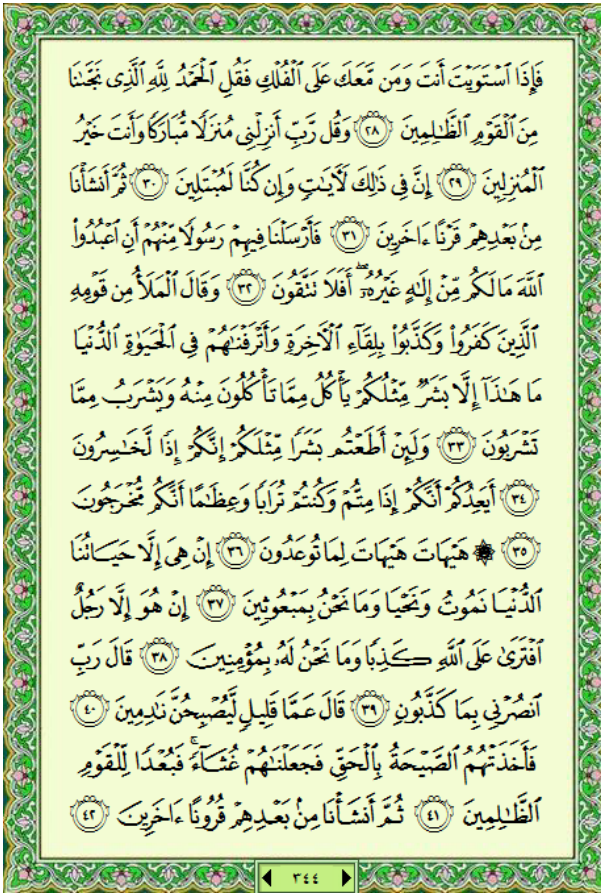 فَإِذَا ٱسْتَوَيْتَ أَنتَ وَمَن مَّعَكَ عَلَى ٱلْفُلْكِ فَقُلِ ٱلْحَمْدُ لِلَّهِ ٱلَّذِى نَجَّىٰنَا
مِنَ ٱلْقَوْمِ ٱلظَّٰلِمِينَ ٢٨ وَقُل رَّبِّ أَنزِلْنِى مُنزَلًا مُّبَارَكًا وَأَنتَ خَيْرُ
ٱلْمُنزِلِينَ ٢٩ إِنَّ فِى ذَٰلِكَ لَءَايَٰتٍ وَإِن كُنَّا لَمُبْتَلِينَ ٣٠ ثُمَّ أَنشَأْنَا
مِنۢ بَعْدِهِمْ قَرْنًا ءَاخَرِينَ ٣١ فَأَرْسَلْنَا فِيهِمْ رَسُولًا مِّنْهُمْ أَنِ ٱعْبُدُوا۟
ٱللَّهَ مَا لَكُم مِّنْ إِلَٰهٍ غَيْرُهُۥٓ ۖ أَفَلَا تَتَّقُونَ ٣٢ وَقَالَ ٱلْمَلَأُ مِن قَوْمِهِ
ٱلَّذِينَ كَفَرُوا۟ وَكَذَّبُوا۟ بِلِقَآءِ ٱلْءَاخِرَةِ وَأَتْرَفْنَٰهُمْ فِى ٱلْحَيَوٰةِ ٱلدُّنْيَا
مَا هَٰذَآ إِلَّا بَشَرٌ مِّثْلُكُمْ يَأْكُلُ مِمَّا تَأْكُلُونَ مِنْهُ وَيَشْرَبُ مِمَّا
تَشْرَبُونَ ٣٣ وَلَئِنْ أَطَعْتُم بَشَرًا مِّثْلَكُمْ إِنَّكُمْ إِذًا لَّخَٰسِرُونَ
٣٤ أَيَعِدُكُمْ أَنَّكُمْ إِذَا مِتُّمْ وَكُنتُمْ تُرَابًا وَعِظَٰمًا أَنَّكُم مُّخْرَجُونَ
٣٥ ۞ هَيْهَاتَ هَيْهَاتَ لِمَا تُوعَدُونَ ٣٦ إِنْ هِىَ إِلَّا حَيَاتُنَا
ٱلدُّنْيَا نَمُوتُ وَنَحْيَا وَمَا نَحْنُ بِمَبْعُوثِينَ ٣٧ إِنْ هُوَ إِلَّا رَجُلٌ
ٱفْتَرَىٰ عَلَى ٱللَّهِ كَذِبًا وَمَا نَحْنُ لَهُۥ بِمُؤْمِنِينَ ٣٨ قَالَ رَبِّ
ٱنصُرْنِى بِمَا كَذَّبُونِ ٣٩ قَالَ عَمَّا قَلِيلٍ لَّيُصْبِحُنَّ نَٰدِمِينَ ٤٠
فَأَخَذَتْهُمُ ٱلصَّيْحَةُ بِٱلْحَقِّ فَجَعَلْنَٰهُمْ غُثَآءً ۚ فَبُعْدًا لِّلْقَوْمِ
ٱلظَّٰلِمِينَ ٤١ ثُمَّ أَنشَأْنَا مِنۢ بَعْدِهِمْ قُرُونًا ءَاخَرِينَ ٤٢
٣٤٤